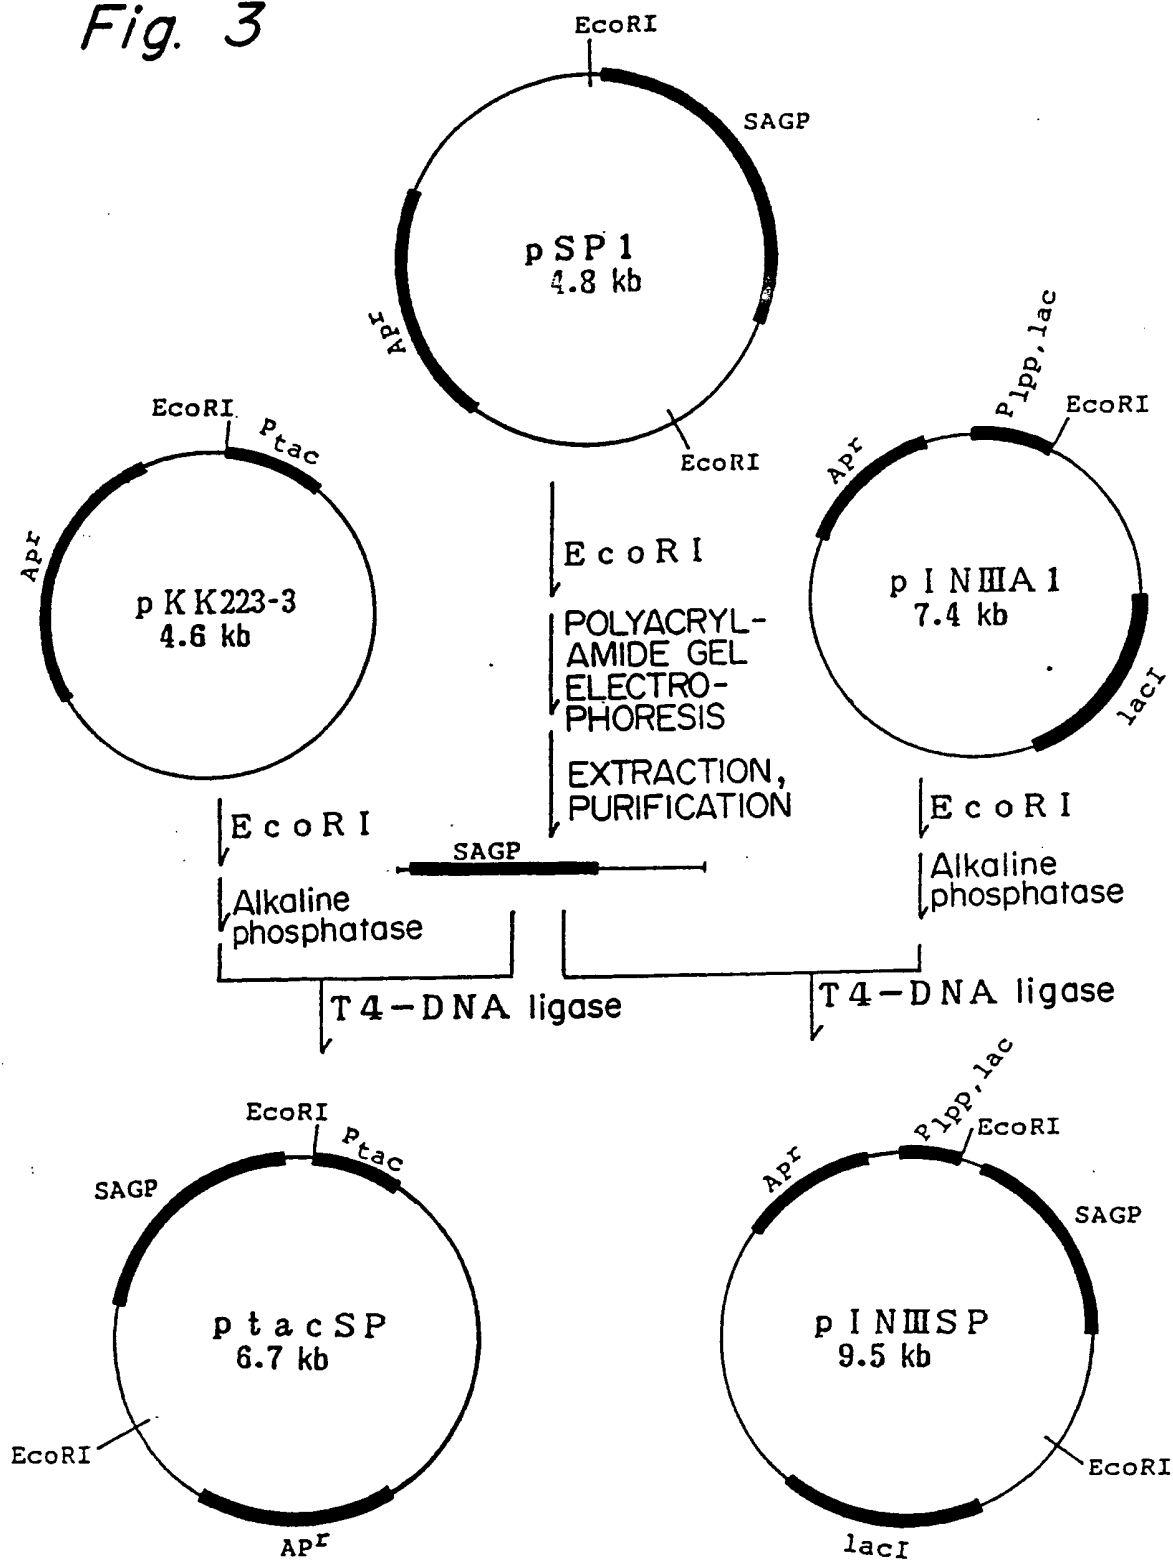 Fig. 3
EcoRI
SAGP
pSP1
4.8 kb
Apr
EcoRI
EcoRI
Ptac
Apr
pKK223-3
4.6 kb
Plpp,lac
EcoRI
Apr
pINIIIA1
7.4 kb
lacI
EcoRI
POLYACRYL-
AMIDE GEL
ELECTRO-
PHORESIS
EXTRACTION,
PURIFICATION
EcoRI
Alkaline
phosphatase
SAGP
EcoRI
Alkaline
phosphatase
T4-DNA ligase
T4-DNA ligase
EcoRI
Ptac
SAGP
ptacSP
6.7 kb
EcoRI
APr
Plpp,lac
EcoRI
Apr
SAGP
pINIIISP
9.5 kb
EcoRI
lacI